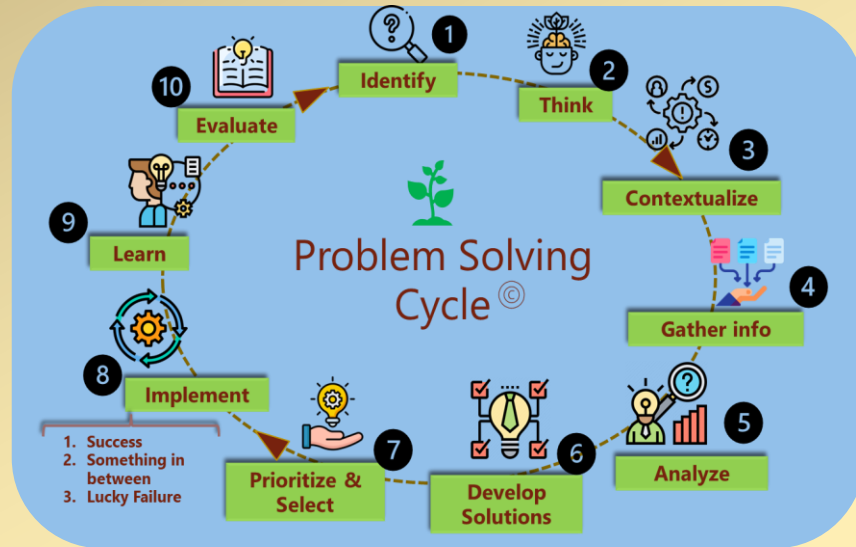 1
Identify
2
Think
3
Contextualize
4
Gather info
5
Analyze
6
Develop
Solutions
7
Prioritize &
Select
8
Implement
1. Success
2. Something in
between
3. Lucky Failure
9
Learn
10
Evaluate
Problem Solving
Cycle ©